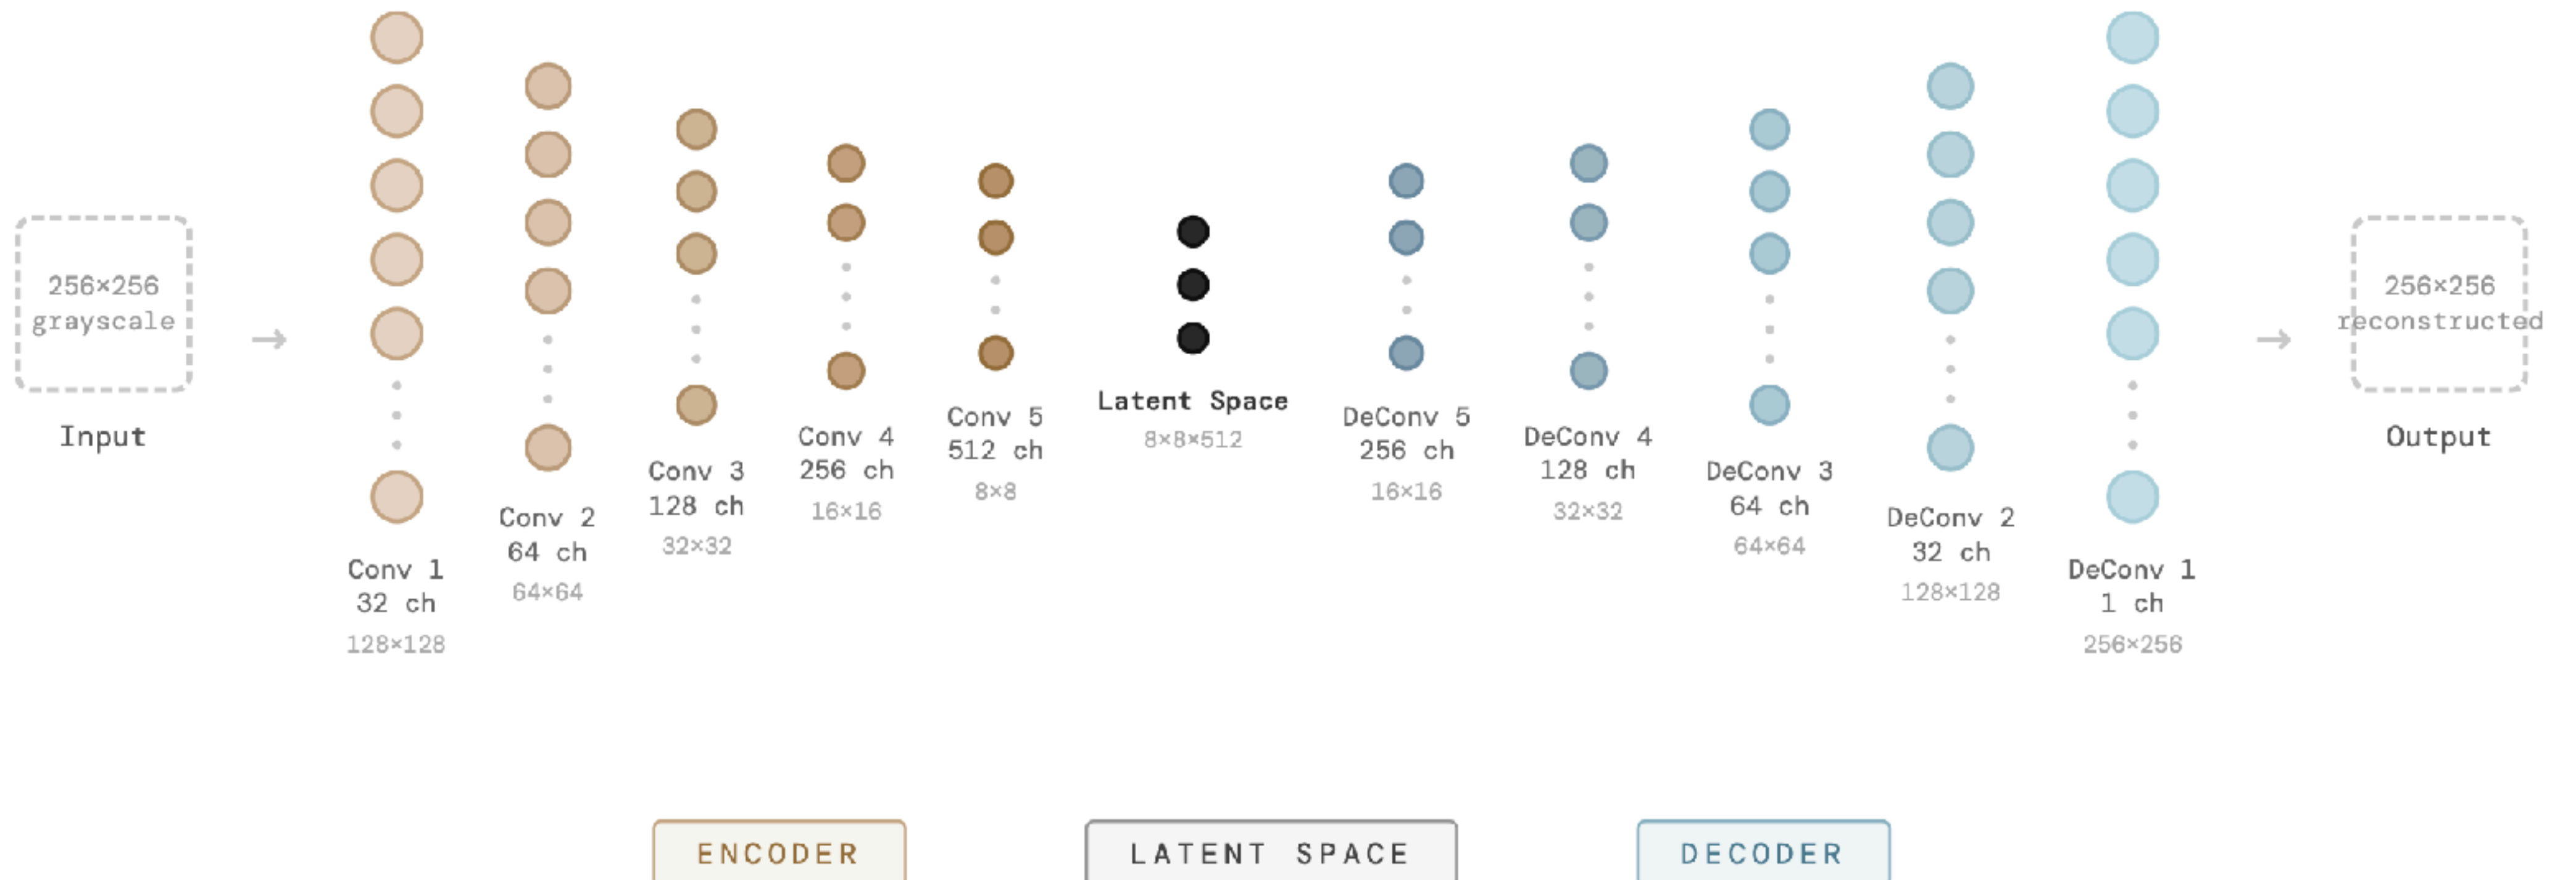 256×256
grayscale
→
Input
Conv 1
32 ch
128×128
Conv 2
64 ch
64×64
Conv 3
128 ch
32×32
Conv 4
256 ch
16×16
Conv 5
512 ch
8×8
Latent Space
8×8×512
DeConv 5
256 ch
16×16
DeConv 4
128 ch
32×32
DeConv 3
64 ch
64×64
DeConv 2
32 ch
128×128
DeConv 1
1 ch
256×256
→
256×256
reconstructed
Output
ENCODER
LATENT SPACE
DECODER